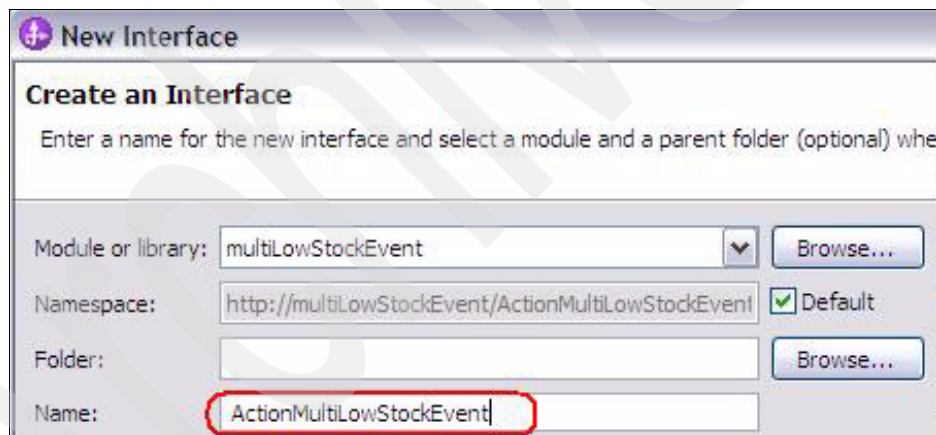 New Interface
Create an Interface
Enter a name for the new interface and select a module and a parent folder (optional) whe
Module or library: multiLowStockEvent Browse...
Namespace: http://multiLowStockEvent/ActionMultiLowStockEvent Default
Folder: Browse...
Name: ActionMultiLowStockEvent